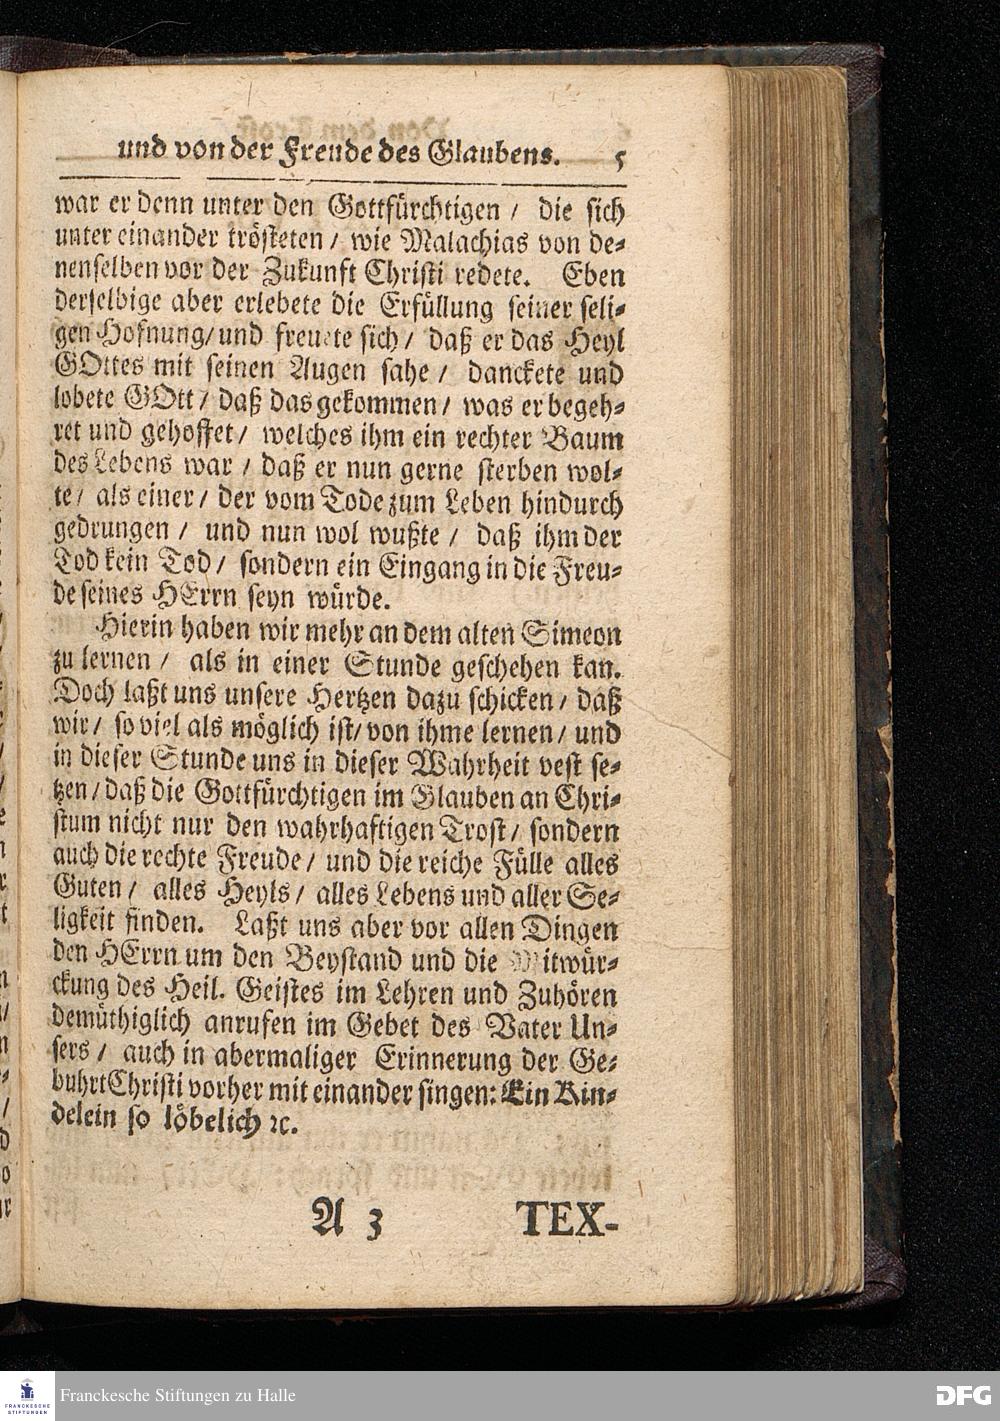 und von der Freude des Glaubens. 5
war er denn unter den Gottfürchtigen / die sich
unter einander trösteten / wie Malachias von de-
nenselben vor der Zukunft Christi redete. Eben
derselbige aber erlebete die Erfüllung seiner seli-
gen Hofnung/ und freuete sich / daß er das Heyl
GOttes mit seinen Augen sahe / danckete und
lobete GOtt / daß das gekommen / was er begeh-
ret und gehoffet / welches ihm ein rechter Baum
des Lebens war / daß er nun gerne sterben wol-
te / als einer / der vom Tode zum Leben hindurch
gedrungen / und nun wol wußte / daß ihm der
Tod kein Tod / sondern ein Eingang in die Freu-
de seines HErrn seyn würde.
Hierin haben wir mehr an dem alten Simeon
zu lernen / als in einer Stunde geschehen kan.
Doch laßt uns unsere Hertzen dazu schicken / daß
wir / so viel als möglich ist / von ihme lernen / und
in dieser Stunde uns in dieser Wahrheit vest se-
tzen / daß die Gottfürchtigen im Glauben an Chri-
stum nicht nur den wahrhaftigen Trost / sondern
auch die rechte Freude / und die reiche Fülle alles
Guten / alles Heyls / alles Lebens und aller Se-
ligkeit finden. Laßt uns aber vor allen Dingen
den HErrn um den Beystand und die Mitwür-
ckung des Heil. Geistes im Lehren und Zuhören
demüthiglich anrufen im Gebet des Vater Un-
sers / auch in abermaliger Erinnerung der Ge-
buhrt Christi vorher mit einander singen: Ein Kin-
delein so löbelich ꝛc.
A 3 TEX-
FRANCKESCHE STIFTUNGEN
Franckesche Stiftungen zu Halle
DFG